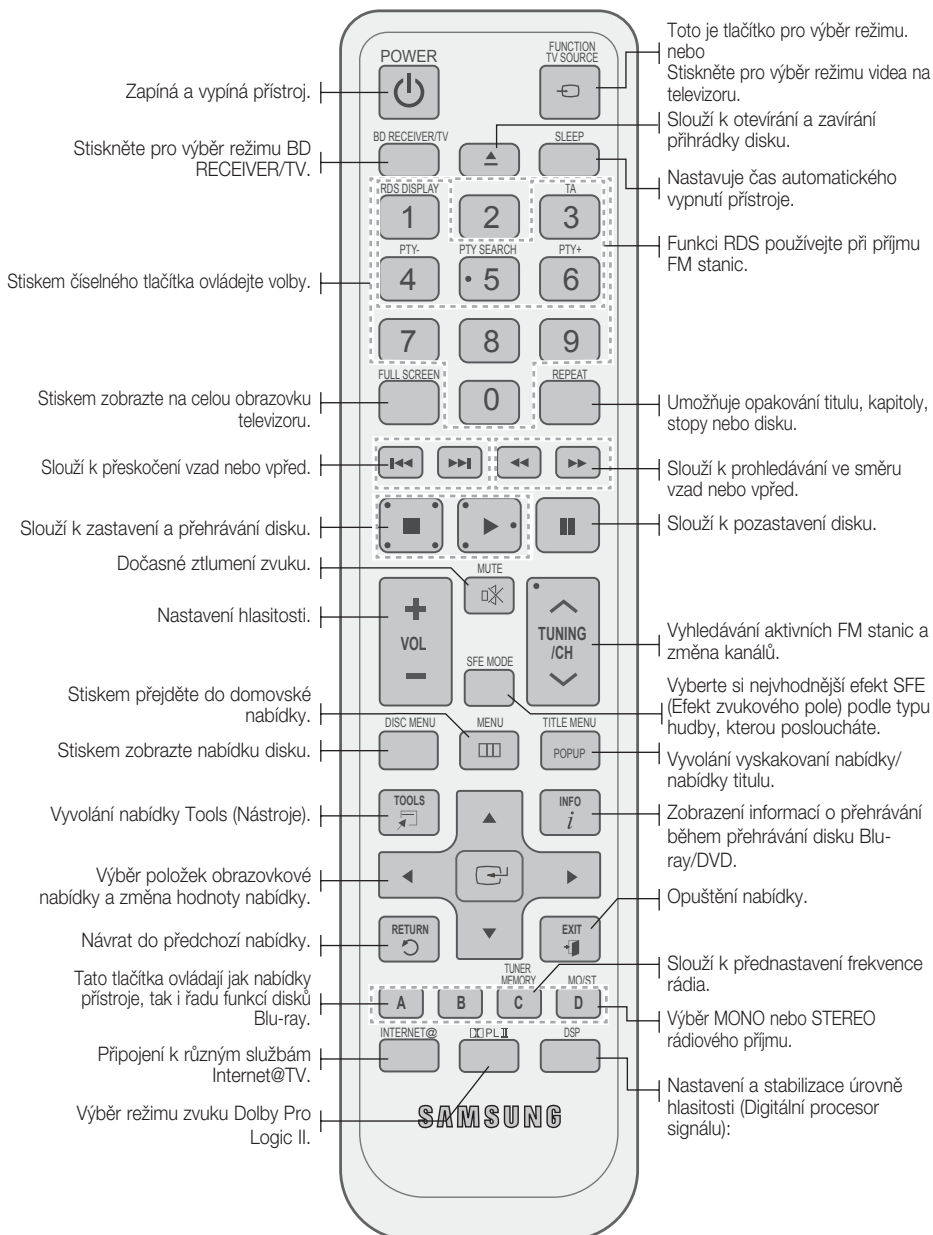 POWER
FUNCTION
TV SOURCE
Toto je tlačítko pro výběr režimu.
nebo
Stiskněte pro výběr režimu videa na
televizoru.
Zapíná a vypíná přístroj.
BD RECEIVER/TV
SLEEP
Slouží k otevírání a zavírání
přihrádky disku.
Stiskněte pro výběr režimu BD
RECEIVER/TV.
Nastavuje čas automatického
vypnutí přístroje.
RDS DISPLAY
TA
1
2
3
Funkci RDS používejte při příjmu
FM stanic.
PTY-
PTY SEARCH
PTY+
Stiskem číselného tlačítka ovládejte volby.
4
5
6
7
8
9
FULL SCREEN
REPEAT
0
Stiskem zobrazte na celou obrazovku
televizoru.
Umožňuje opakování titulu, kapitoly,
stopy nebo disku.
Slouží k přeskočení vzad nebo vpřed.
Slouží k prohledávání ve směru
vzad nebo vpřed.
Slouží k zastavení a přehrávání disku.
Slouží k pozastavení disku.
Dočasné ztlumení zvuku.
MUTE
Nastavení hlasitosti.
VOL
TUNING
/CH
Vyhledávání aktivních FM stanic a
změna kanálů.
SFE MODE
Vyberte si nejvhodnější efekt SFE
(Efekt zvukového pole) podle typu
hudby, kterou posloucháte.
Stiskem přejděte do domovské
nabídky.
DISC MENU
MENU
TITLE MENU
Stiskem zobrazte nabídku disku.
POPUP
Vyvolání vyskakovaní nabídky/
nabídky titulu.
Vyvolání nabídky Tools (Nástroje).
TOOLS
INFO
i
Zobrazení informací o přehrávání
během přehrávání disku Blu-
ray/DVD.
Výběr položek obrazovkové
nabídky a změna hodnoty nabídky.
Opuštění nabídky.
Návrat do předchozí nabídky.
RETURN
EXIT
TUNER
MEMORY
MO/ST
Slouží k přednastavení frekvence
rádia.
Tato tlačítka ovládají jak nabídky
přístroje, tak i řadu funkcí disků
Blu-ray.
A
B
C
D
Výběr MONO nebo STEREO
rádiového příjmu.
INTERNET@
PL II
DSP
Připojení k různým službám
Internet@TV.
Nastavení a stabilizace úrovně
hlasitosti (Digitální procesor
signálu):
Výběr režimu zvuku Dolby Pro
Logic II.
SAMSUNG